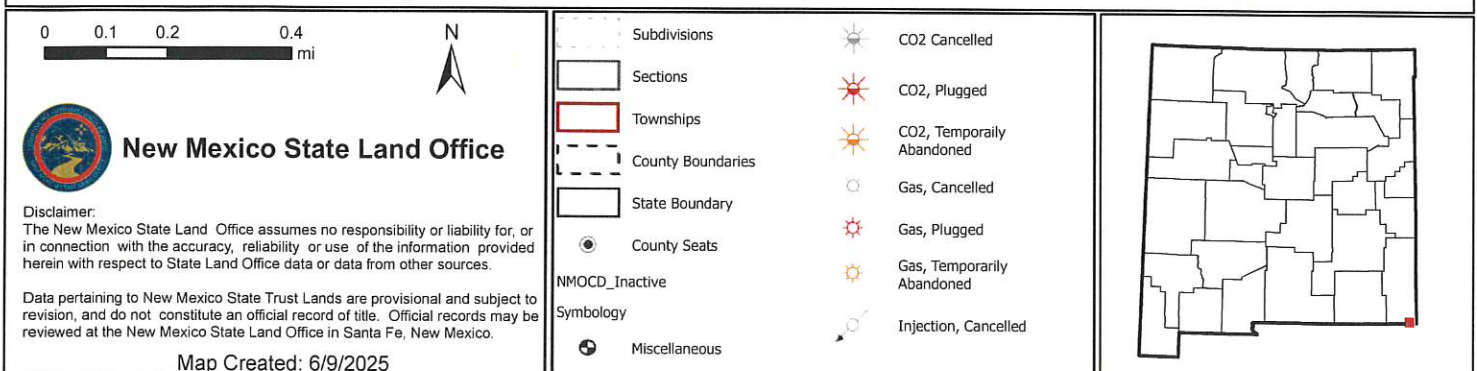 0 0.1 0.2 0.4
mi
N
New Mexico State Land Office
Disclaimer:
The New Mexico State Land Office assumes no responsibility or liability for, or
in connection with the accuracy, reliability or use of the information provided
herein with respect to State Land Office data or data from other sources.
Data pertaining to New Mexico State Trust Lands are provisional and subject to
revision, and do not constitute an official record of title. Official records may be
reviewed at the New Mexico State Land Office in Santa Fe, New Mexico.
Map Created: 6/9/2025
Subdivisions
Sections
Townships
County Boundaries
State Boundary
County Seats
NMOCD_Inactive
Symbology
Miscellaneous
CO2 Cancelled
CO2, Plugged
CO2, Temporaily
Abandoned
Gas, Cancelled
Gas, Plugged
Gas, Temporarily
Abandoned
Injection, Cancelled